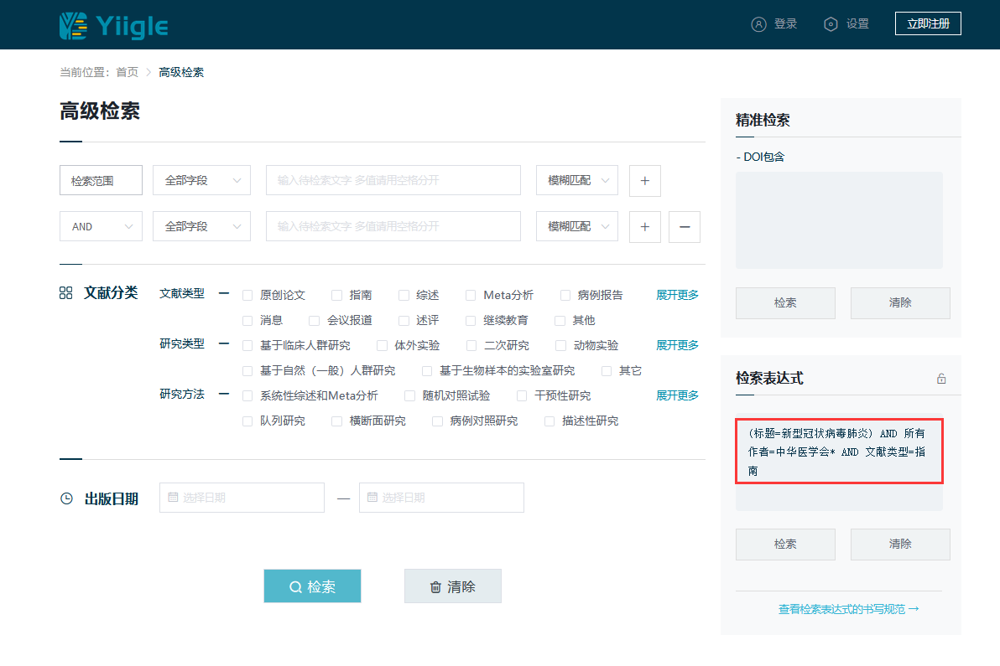 Yiigle
登录
设置
立即注册
当前位置：首页 > 高级检索
高级检索
检索范围 全部字段 输入待检索文字 多值请用空格分开 模糊匹配 +
AND 全部字段 输入待检索文字 多值请用空格分开 模糊匹配 + −
文献分类
文献类型 原创论文 指南 综述 Meta分析 病例报告 展开更多
消息 会议报道 述评 继续教育 其他
研究类型 基于临床人群研究 体外实验 二次研究 动物实验 展开更多
基于自然（一般）人群研究 基于生物样本的实验室研究 其它
研究方法 系统性综述和Meta分析 随机对照试验 干预性研究 展开更多
队列研究 横断面研究 病例对照研究 描述性研究
出版日期 选择日期 — 选择日期
检索 清除
精准检索
- DOI包含
检索 清除
检索表达式
(标题=新型冠状病毒肺炎) AND 所有
作者=中华医学会* AND 文献类型=指
南
检索 清除
查看检索表达式的书写规范 →